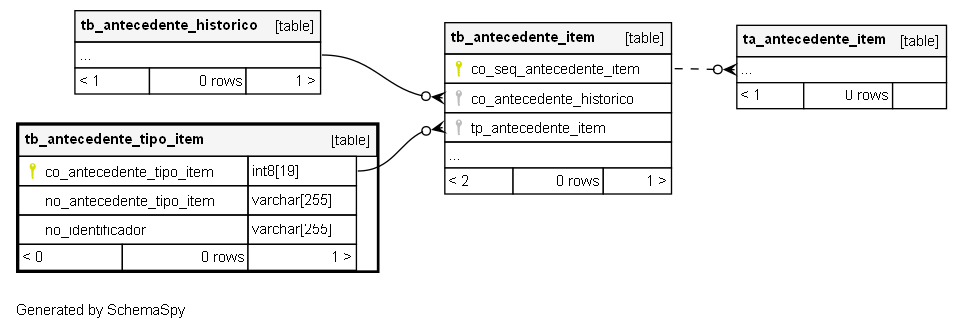 tb_antecedente_historico [table]
...
< 1 0 rows 1 >
tb_antecedente_tipo_item [table]
co_antecedente_tipo_item int8[19]
no_antecedente_tipo_item varchar[255]
no_identificador varchar[255]
< 0 0 rows 1 >
tb_antecedente_item [table]
co_seq_antecedente_item
co_antecedente_historico
tp_antecedente_item
...
< 2 0 rows 1 >
ta_antecedente_item [table]
...
< 1 0 rows
Generated by SchemaSpy